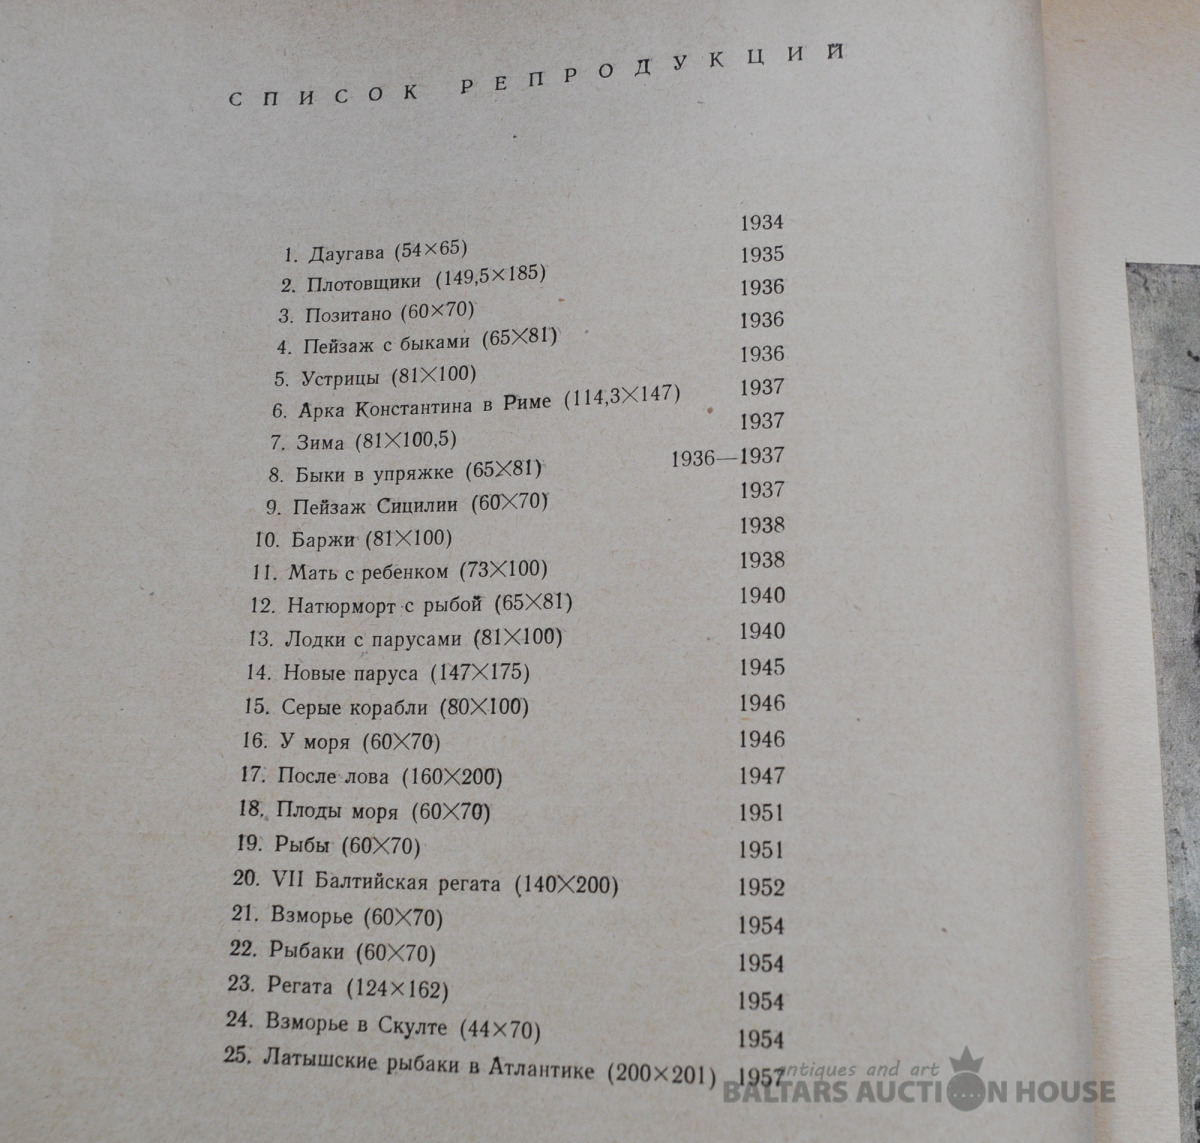 СПИСОК РЕПРОДУКЦИЙ
1. Даугава (54×65) 1934
2. Плотовщики (149,5×185) 1935
3. Позитано (60×70) 1936
4. Пейзаж с быками (65×81) 1936
5. Устрицы (81×100) 1936
6. Арка Константина в Риме (114,3×147) 1937
7. Зима (81×100,5) 1937
8. Быки в упряжке (65×81) 1936—1937
9. Пейзаж Сицилии (60×70) 1937
10. Баржи (81×100) 1938
11. Мать с ребенком (73×100) 1938
12. Натюрморт с рыбой (65×81) 1940
13. Лодки с парусами (81×100) 1940
14. Новые паруса (147×175) 1945
15. Серые корабли (80×100) 1946
16. У моря (60×70) 1946
17. После лова (160×200) 1947
18. Плоды моря (60×70) 1951
19. Рыбы (60×70) 1951
20. VII Балтийская регата (140×200) 1952
21. Взморье (60×70) 1954
22. Рыбаки (60×70) 1954
23. Регата (124×162) 1954
24. Взморье в Скулте (44×70) 1954
25. Латышские рыбаки в Атлантике (200×201) 1957
antiques and art
BALTARS AUCTION HOUSE